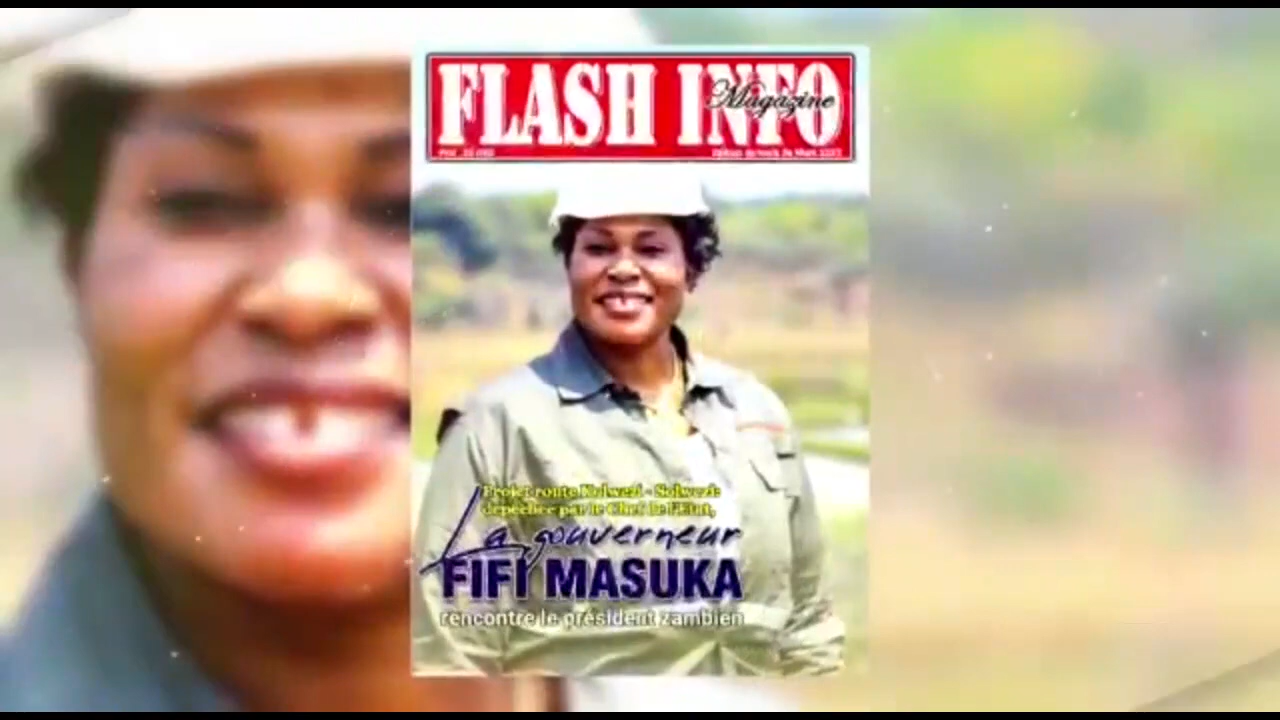 FLASH INFO
Magazine
Projet route Kolwezi - Solwezi:
dépêchée par le Chef de l'Etat,
La gouverneur
FIFI MASUKA
rencontre le président zambien